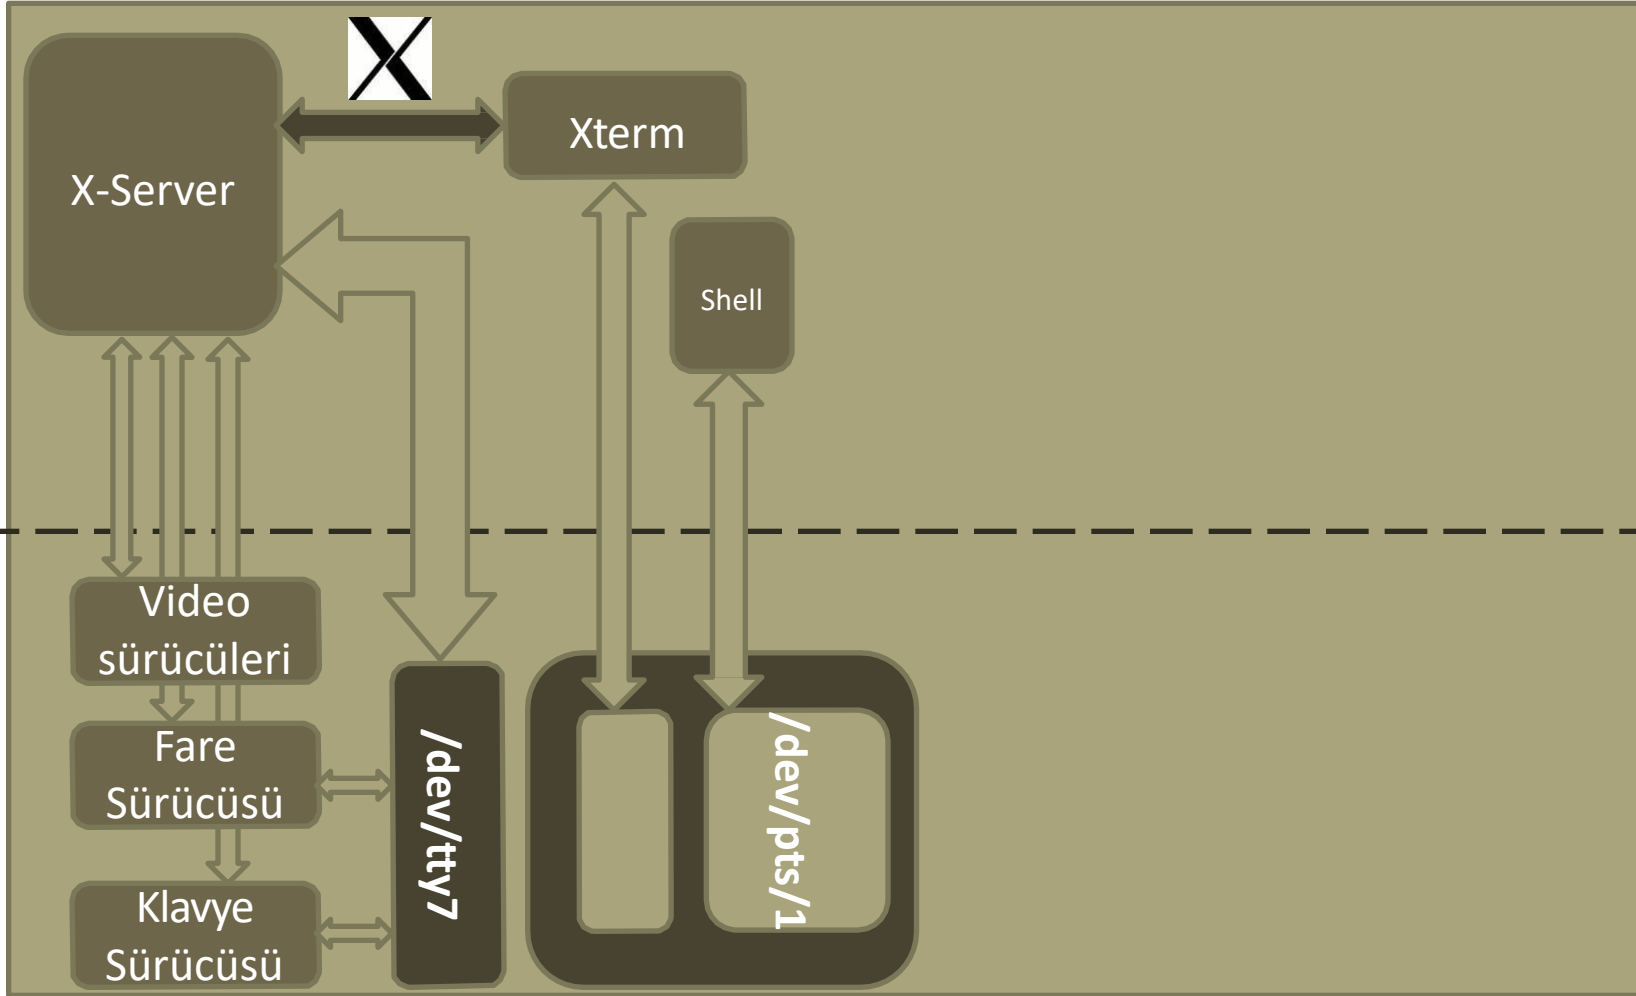 X
Xterm
X-Server
Shell
Video
sürücüleri
Fare
Sürücüsü
Klavye
Sürücüsü
/dev/tty7
/dev/pts/1